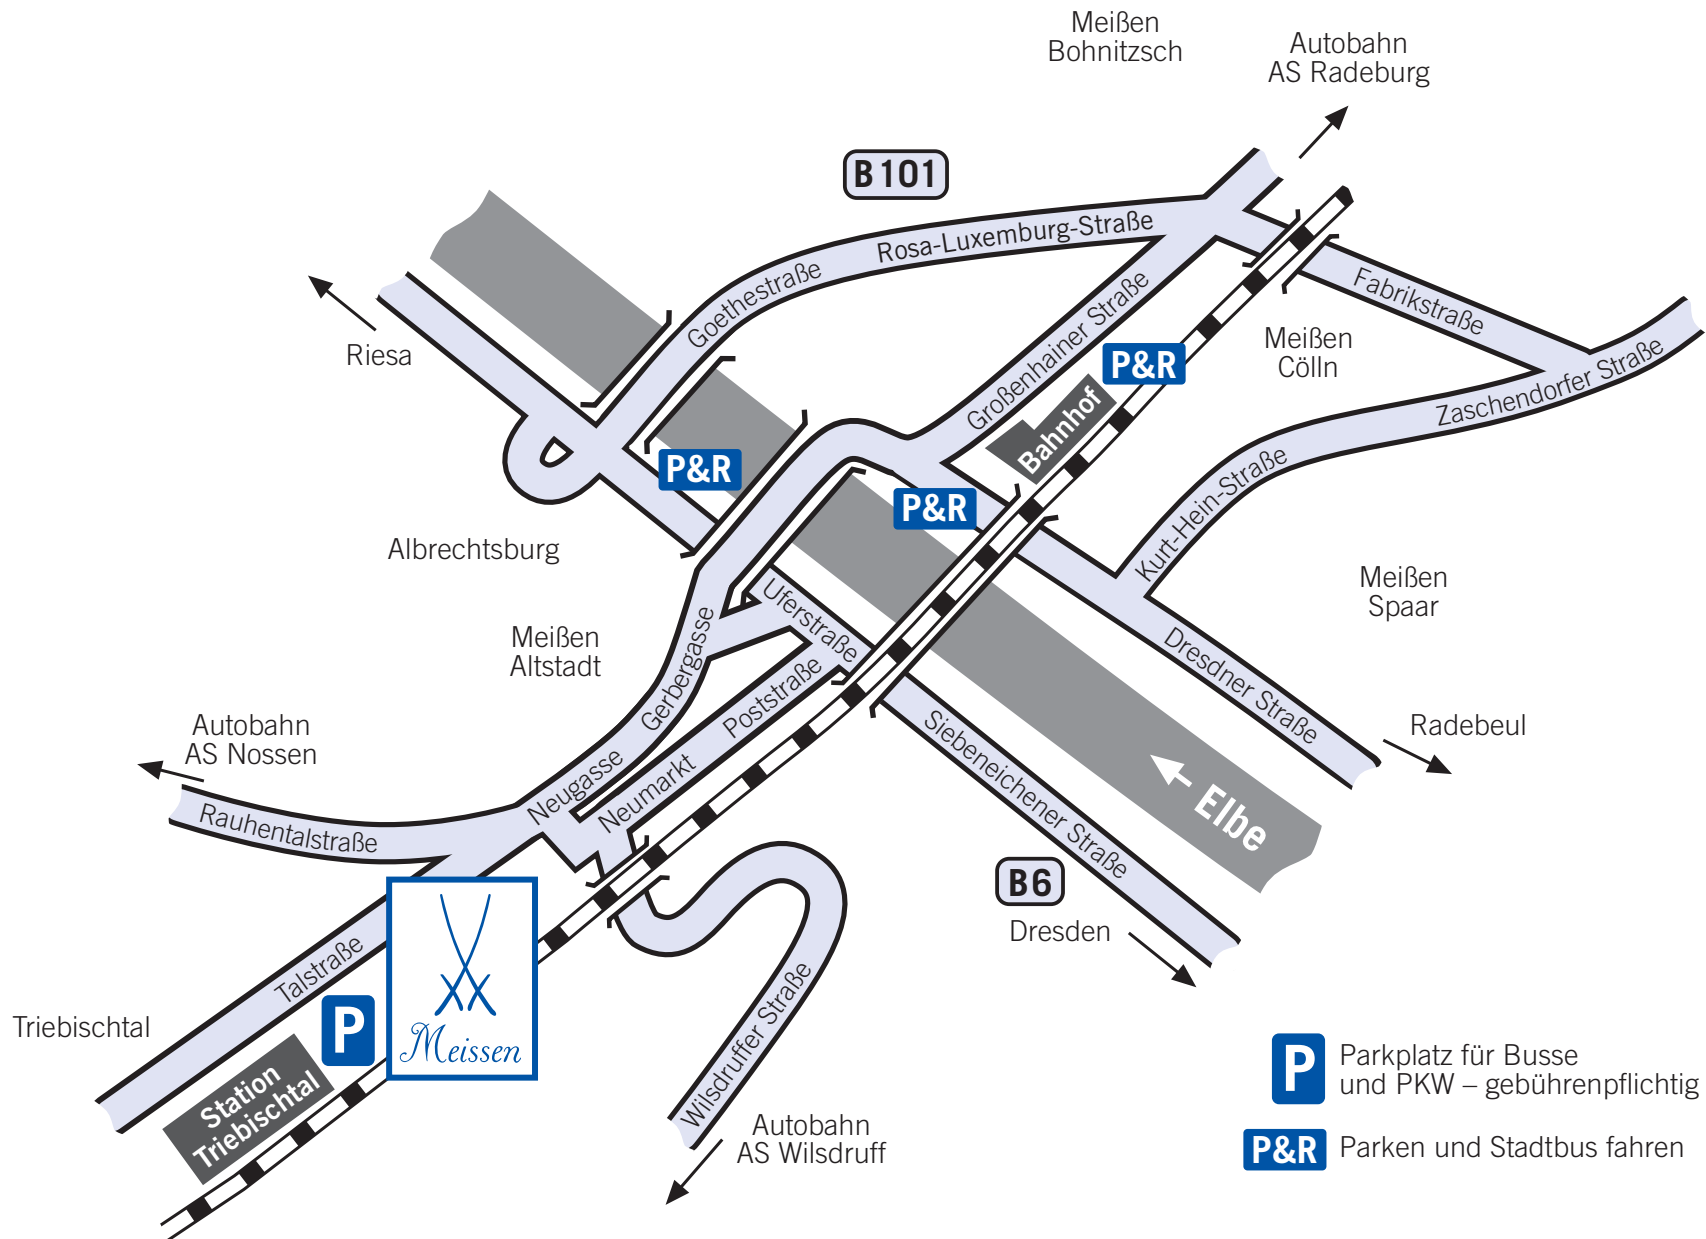 Meißen
Bohnitzsch
Autobahn
AS Radeburg
B 101
Rosa-Luxemburg-Straße
Goethestraße
Fabrikstraße
Großenhainer Straße
Riesa
P&R
Meißen
Cölln
Zaschendorfer Straße
Bahnhof
P&R
P&R
Kurt-Hein-Straße
Albrechtsburg
Meißen
Spaar
Uferstraße
Meißen
Altstadt
Gerbergasse
Poststraße
Dresdner Straße
Autobahn
AS Nossen
Radebeul
Siebeneichener Straße
Neugasse
Neumarkt
Elbe
Rauhentalstraße
B6
Dresden
Talstraße
Wilsdruffer Straße
Triebischtal
P
Meissen
Station
Triebischtal
Autobahn
AS Wilsdruff
P
Parkplatz für Busse
und PKW – gebührenpflichtig
P&R
Parken und Stadtbus fahren